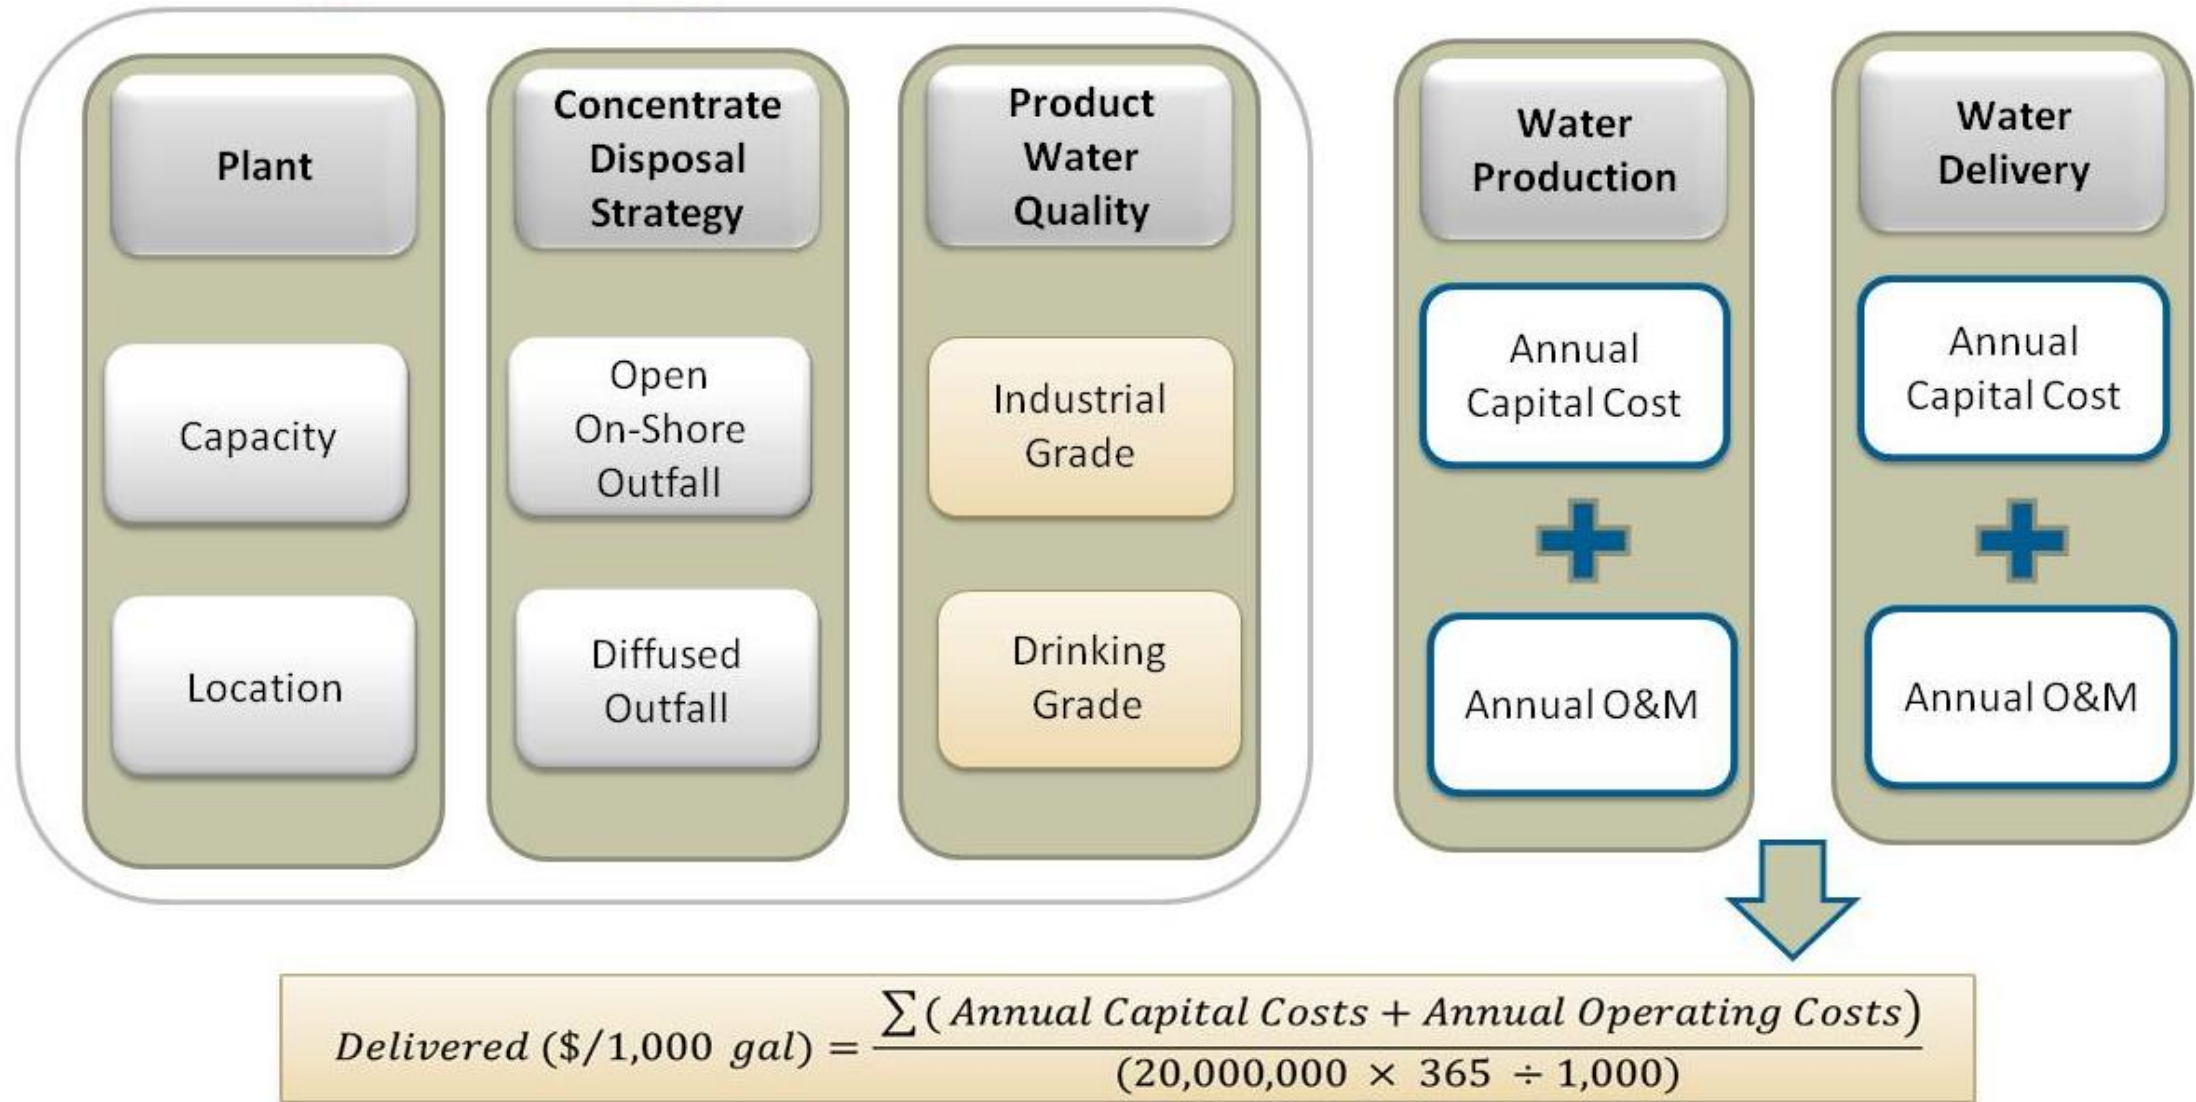 Plant
Capacity
Location
Concentrate
Disposal
Strategy
Open
On-Shore
Outfall
Diffused
Outfall
Product
Water
Quality
Industrial
Grade
Drinking
Grade
Water
Production
Annual
Capital Cost
Annual O&M
Water
Delivery
Annual
Capital Cost
Annual O&M
Delivered ($/1,000 gal) = ∑ ( Annual Capital Costs + Annual Operating Costs)
(20,000,000 × 365 ÷ 1,000)